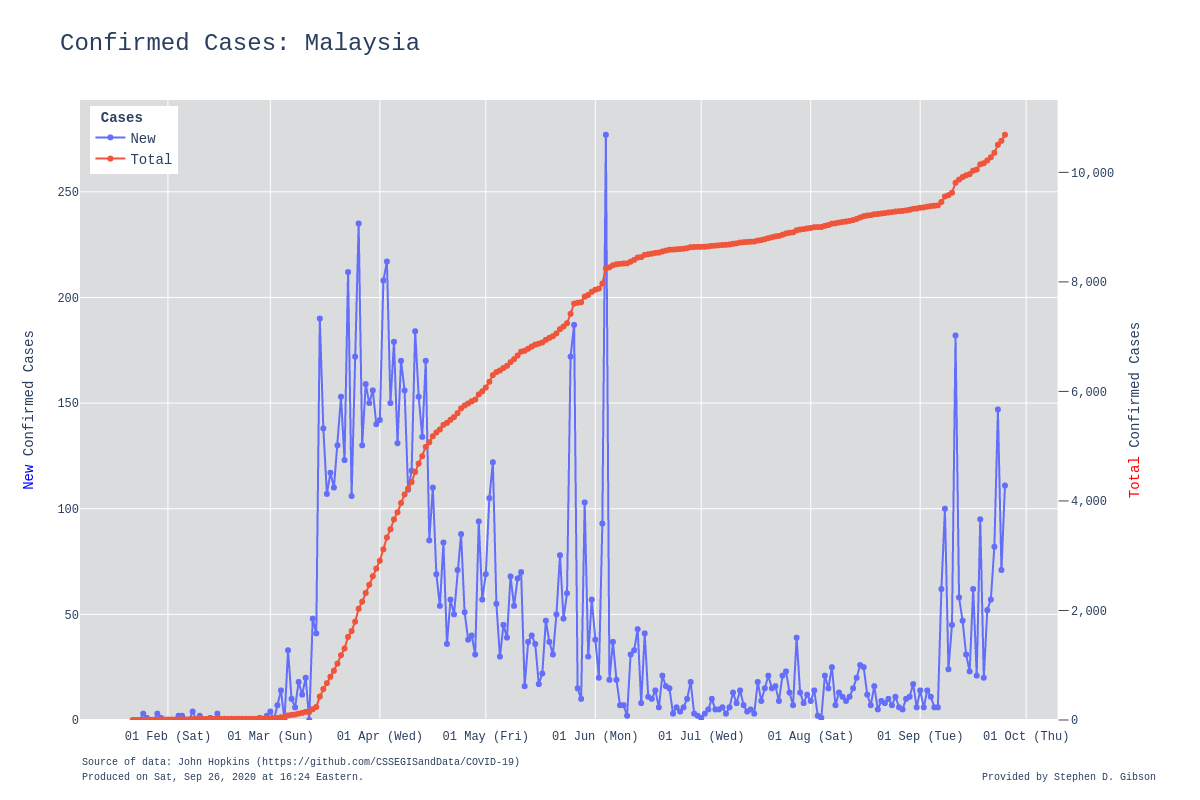 Confirmed Cases: Malaysia
Cases
New
Total
250
200
150
100
50
0
New Confirmed Cases
10,000
8,000
6,000
4,000
2,000
0
Total Confirmed Cases
01 Feb (Sat) 01 Mar (Sun) 01 Apr (Wed) 01 May (Fri) 01 Jun (Mon) 01 Jul (Wed) 01 Aug (Sat) 01 Sep (Tue) 01 Oct (Thu)
Source of data: John Hopkins (https://github.com/CSSEGISandData/COVID-19)
Produced on Sat, Sep 26, 2020 at 16:24 Eastern.
Provided by Stephen D. Gibson